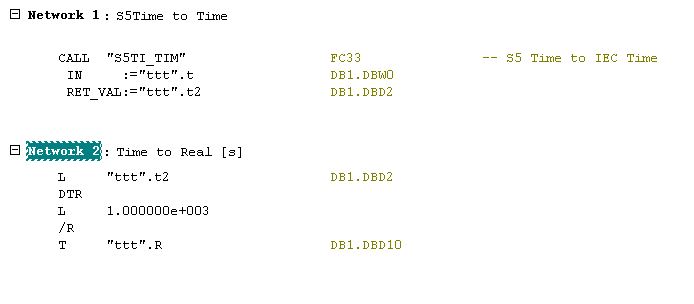 Network 1 : S5Time to Time
CALL "S5TI_TIM" FC33 -- S5 Time to IEC Time
IN :="ttt".t DB1.DBW0
RET_VAL:="ttt".t2 DB1.DBD2
Network 2 : Time to Real [s]
L "ttt".t2 DB1.DBD2
DTR
L 1.000000e+003
/R
T "ttt".R DB1.DBD10